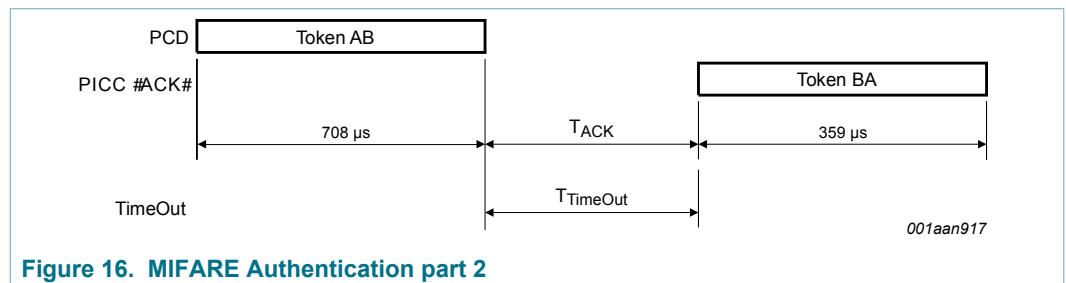 PCD
Token AB
PICC #ACK#
Token BA
708 µs
TACK
359 µs
TimeOut
TTimeOut
001aan917
Figure 16. MIFARE Authentication part 2